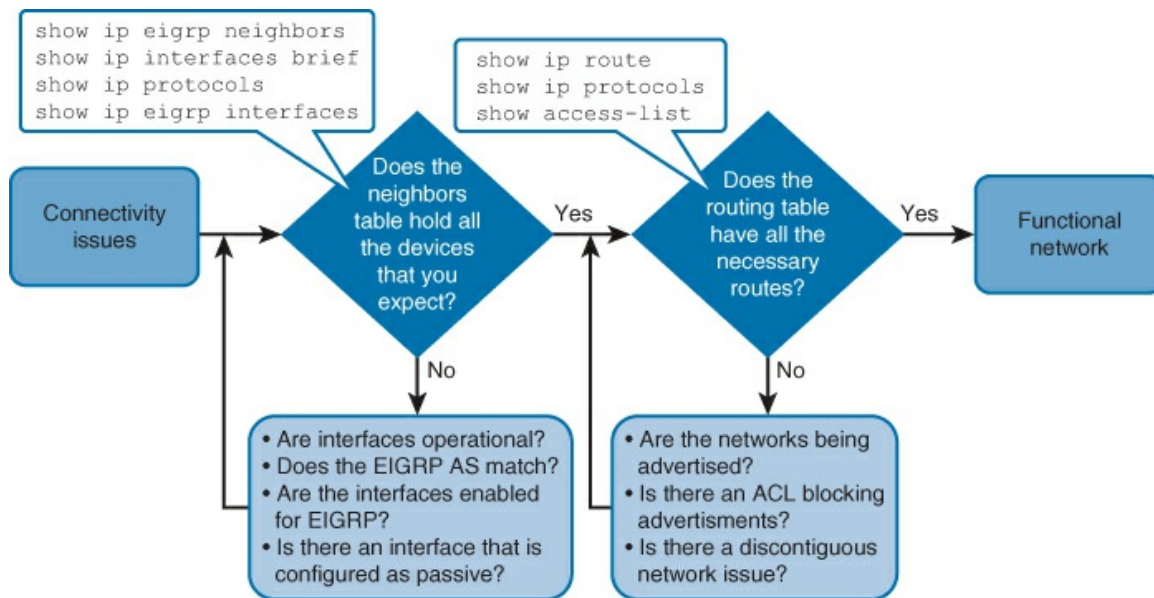 show ip eigrp neighbors
show ip interfaces brief
show ip protocols
show ip eigrp interfaces
show ip route
show ip protocols
show access-list
Connectivity
issues
Does the
neighbors
table hold all
the devices
that you
expect?
Yes
Does the
routing table
have all the
necessary
routes?
Yes
Functional
network
No
No
• Are interfaces operational?
• Does the EIGRP AS match?
• Are the interfaces enabled
for EIGRP?
• Is there an interface that is
configured as passive?
• Are the networks being
advertised?
• Is there an ACL blocking
advertisments?
• Is there a discontiguous
network issue?